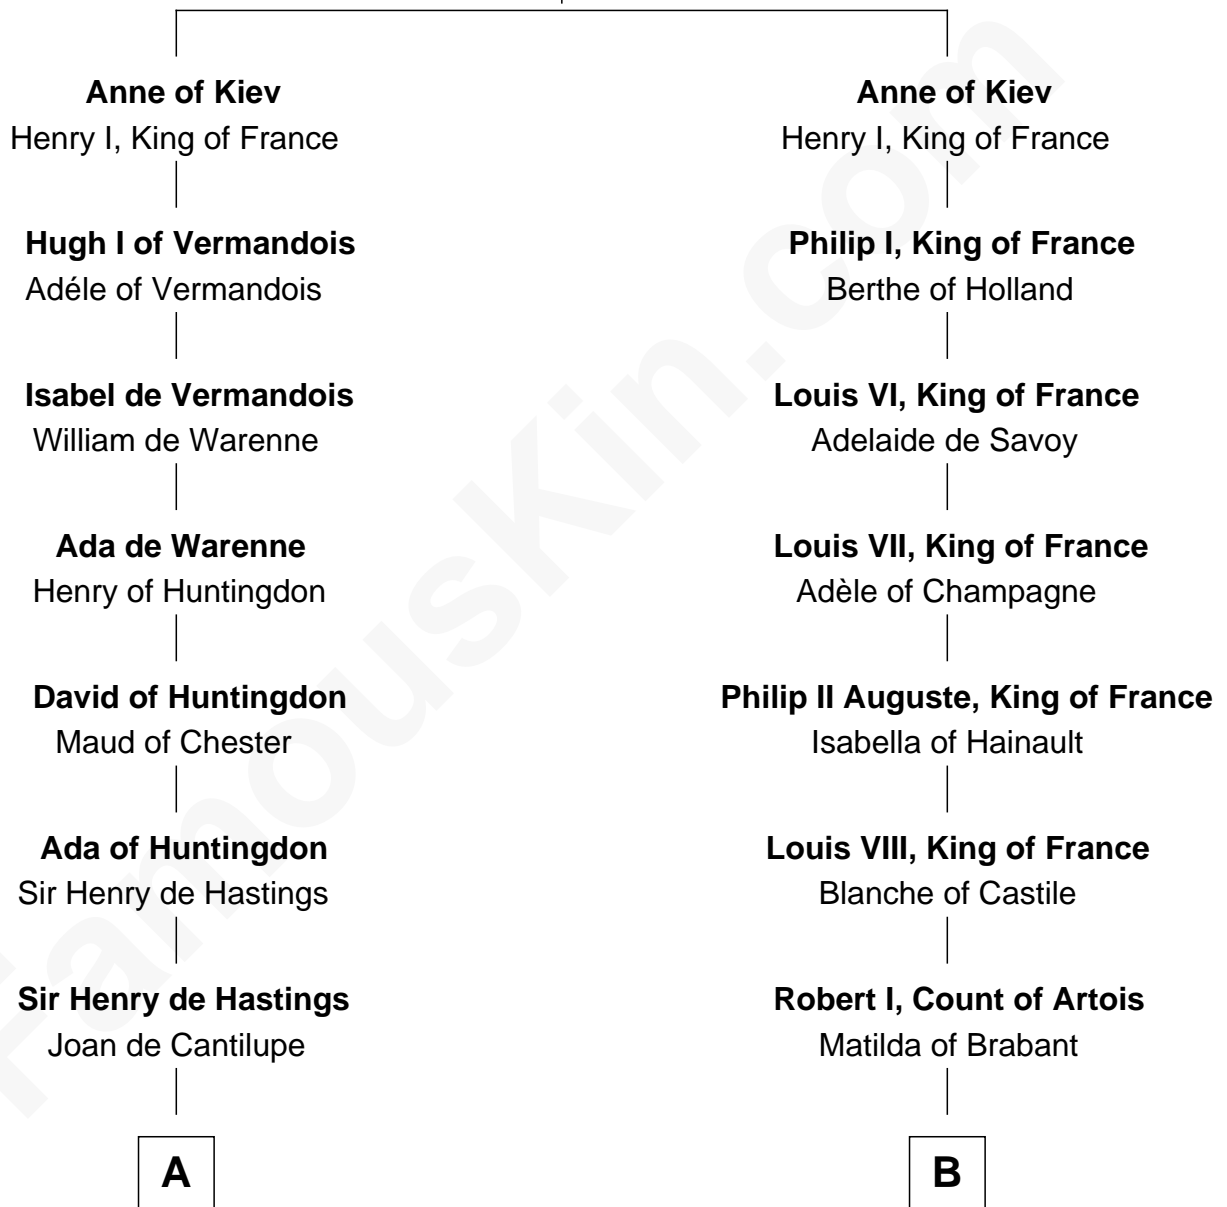 Anne of Kiev
Henry I, King of France
Hugh I of Vermandois
Adéle of Vermandois
Isabel de Vermandois
William de Warenne
Ada de Warenne
Henry of Huntingdon
David of Huntingdon
Maud of Chester
Ada of Huntingdon
Sir Henry de Hastings
Sir Henry de Hastings
Joan de Cantilupe
A
Anne of Kiev
Henry I, King of France
Philip I, King of France
Berthe of Holland
Louis VI, King of France
Adelaide de Savoy
Louis VII, King of France
Adèle of Champagne
Philip II Auguste, King of France
Isabella of Hainault
Louis VIII, King of France
Blanche of Castile
Robert I, Count of Artois
Matilda of Brabant
B
FamousKin.com